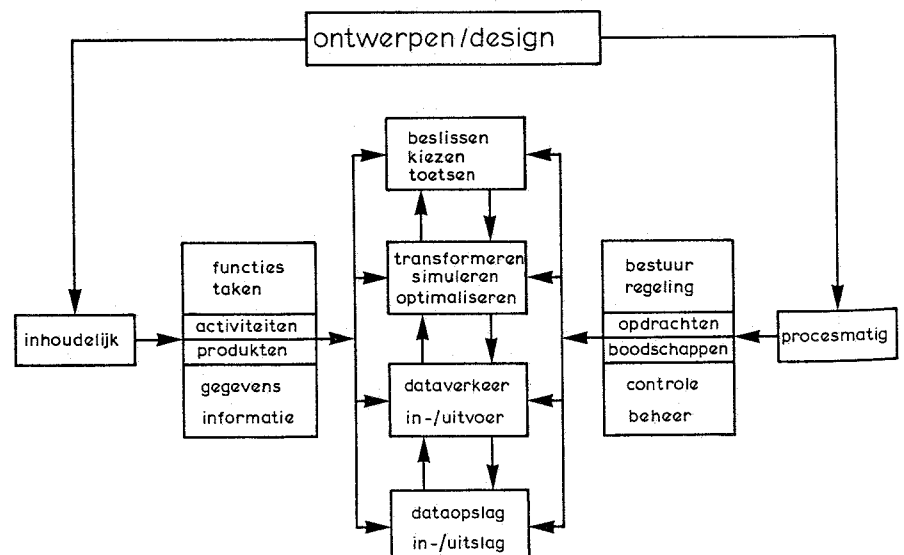 ontwerpen/design
beslissen
kiezen
toetsen
functies
taken
transformeren
simuleren
optimaliseren
bestuur
regeling
inhoudelijk
activiteiten
produkten
opdrachten
boodschappen
procesmatig
gegevens
informatie
dataverkeer
in-/uitvoer
controle
beheer
dataopslag
in-/uitslag